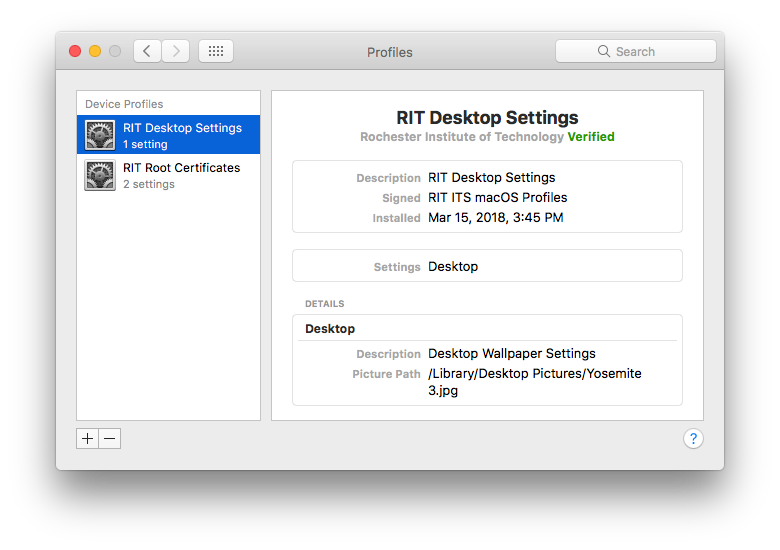 Profiles
Search
Device Profiles
RIT Desktop Settings
1 setting
RIT Root Certificates
2 settings
RIT Desktop Settings
Rochester Institute of Technology Verified
Description RIT Desktop Settings
Signed RIT ITS macOS Profiles
Installed Mar 15, 2018, 3:45 PM
Settings Desktop
DETAILS
Desktop
Description Desktop Wallpaper Settings
Picture Path /Library/Desktop Pictures/Yosemite
3.jpg
?